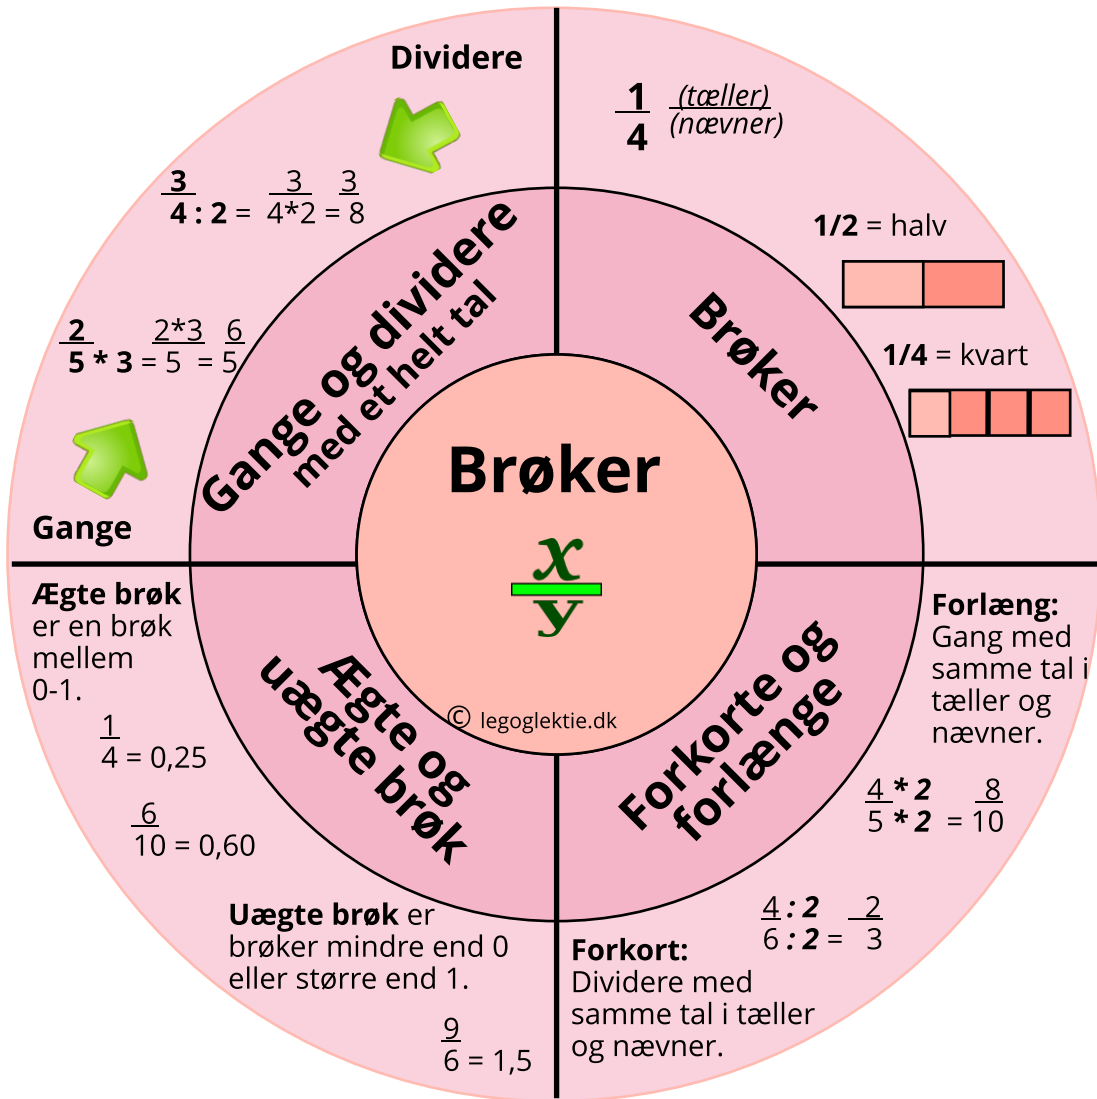 Brøker
x
y
© legoglektie.dk
Brøker
1 (tæller)
4 (nævner)
1/2 = halv
1/4 = kvart
Forkorte og
forlænge
Forlæng:
Gang med
samme tal i
tæller og
nævner.
4 * 2 8
5 * 2 = 10
4 : 2 2
6 : 2 = 3
Forkort:
Dividere med
samme tal i tæller
og nævner.
Ægte og
uægte brøk
Ægte brøk
er en brøk
mellem
0-1.
1
4 = 0,25
6
10 = 0,60
Uægte brøk er
brøker mindre end 0
eller større end 1.
9
6 = 1,5
Gange og dividere
med et helt tal
Dividere
3 3 3
4 : 2 = 4*2 = 8
2 2*3 6
5 * 3 = 5 = 5
Gange